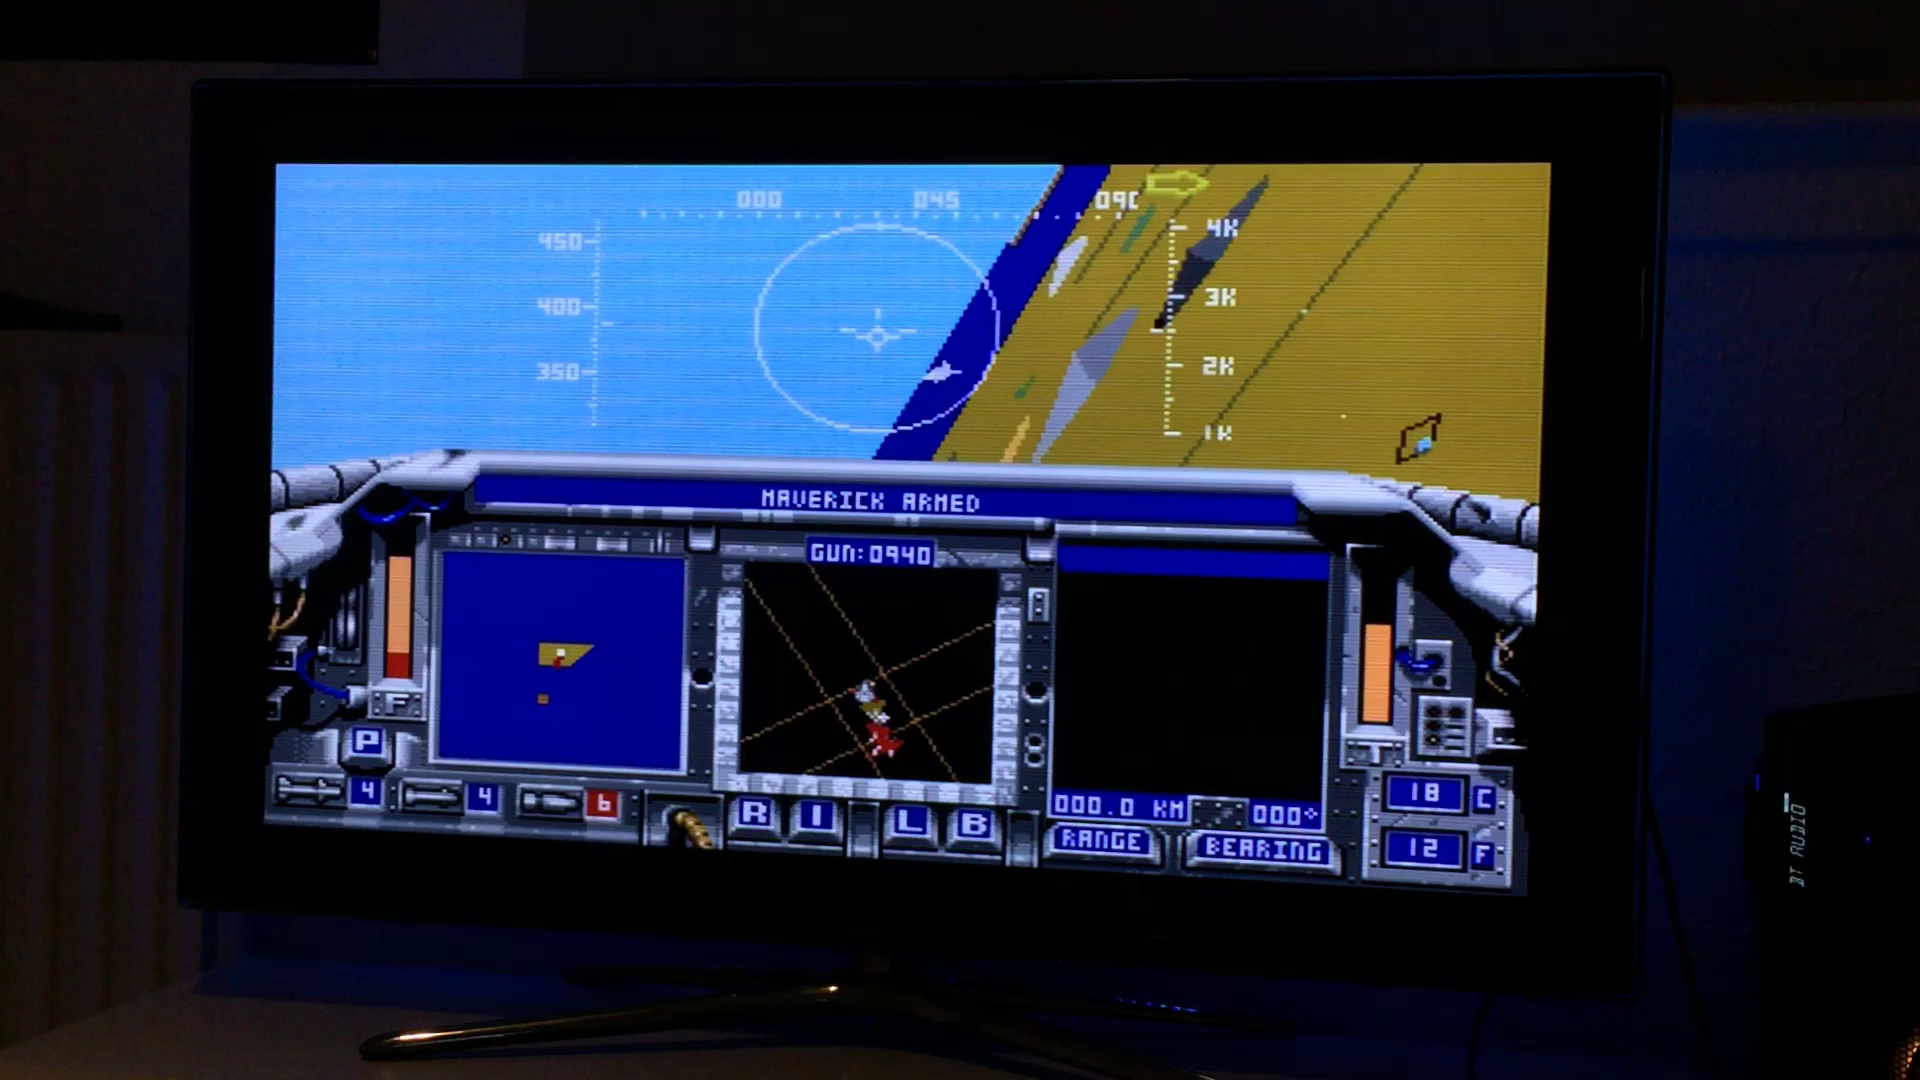 000 045 090
450
400
350
4K
3K
2K
1K
MAVERICK ARMED
GUN:0940
F
P
4 4 6
R I L B
000.0 KM 000°
RANGE BEARING
T
18 C
12 F
BT AUDIO